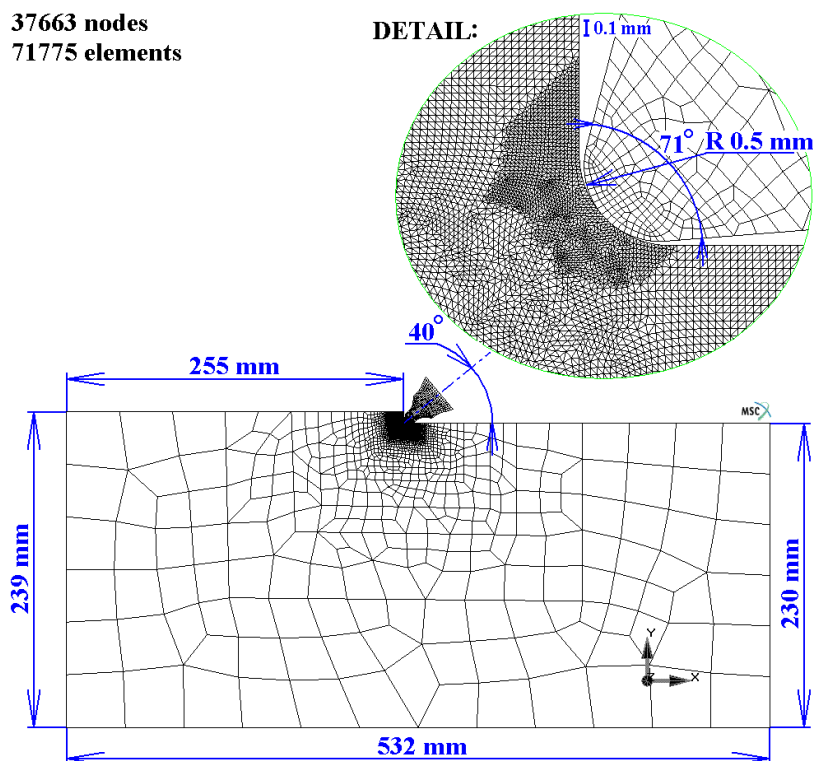 37663 nodes
71775 elements
DETAIL:
0.1 mm
71°
R 0.5 mm
40°
255 mm
MSC
239 mm
230 mm
Y
Z
X
532 mm